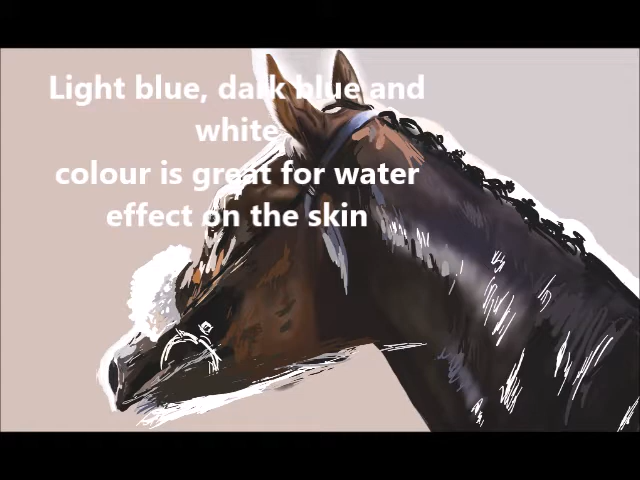 Light blue, dark blue and
white
colour is great for water
effect on the skin